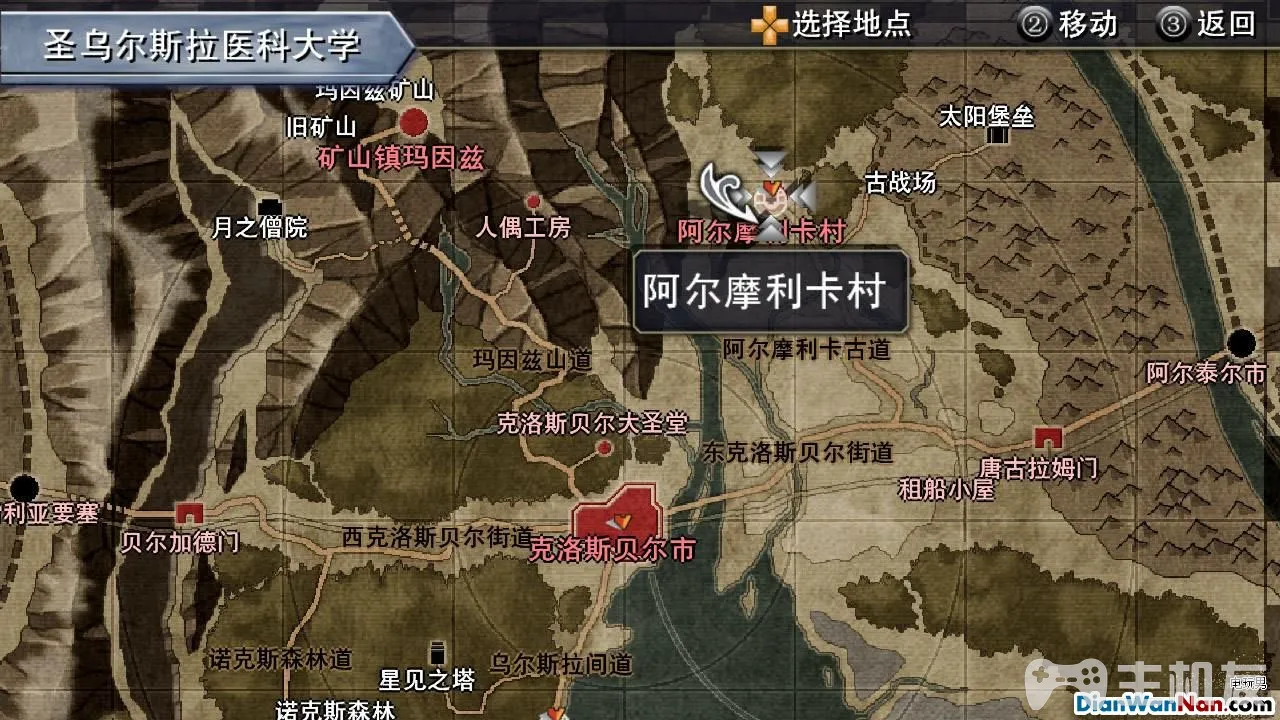 圣乌尔斯拉医科大学
选择地点
②移动
③返回
玛因兹矿山
旧矿山
矿山镇玛因兹
太阳堡垒
古战场
月之僧院
人偶工房
阿尔摩利卡村
阿尔摩利卡村
玛因兹山道
阿尔摩利卡古道
阿尔泰尔市
克洛斯贝尔大圣堂
东克洛斯贝尔街道
唐古拉姆门
租船小屋
利亚要塞
贝尔加德门
西克洛斯贝尔街道
克洛斯贝尔市
诺克斯森林道
星见之塔
乌尔斯拉间道
诺克斯森林
主机
电玩男
DianWanNan.com